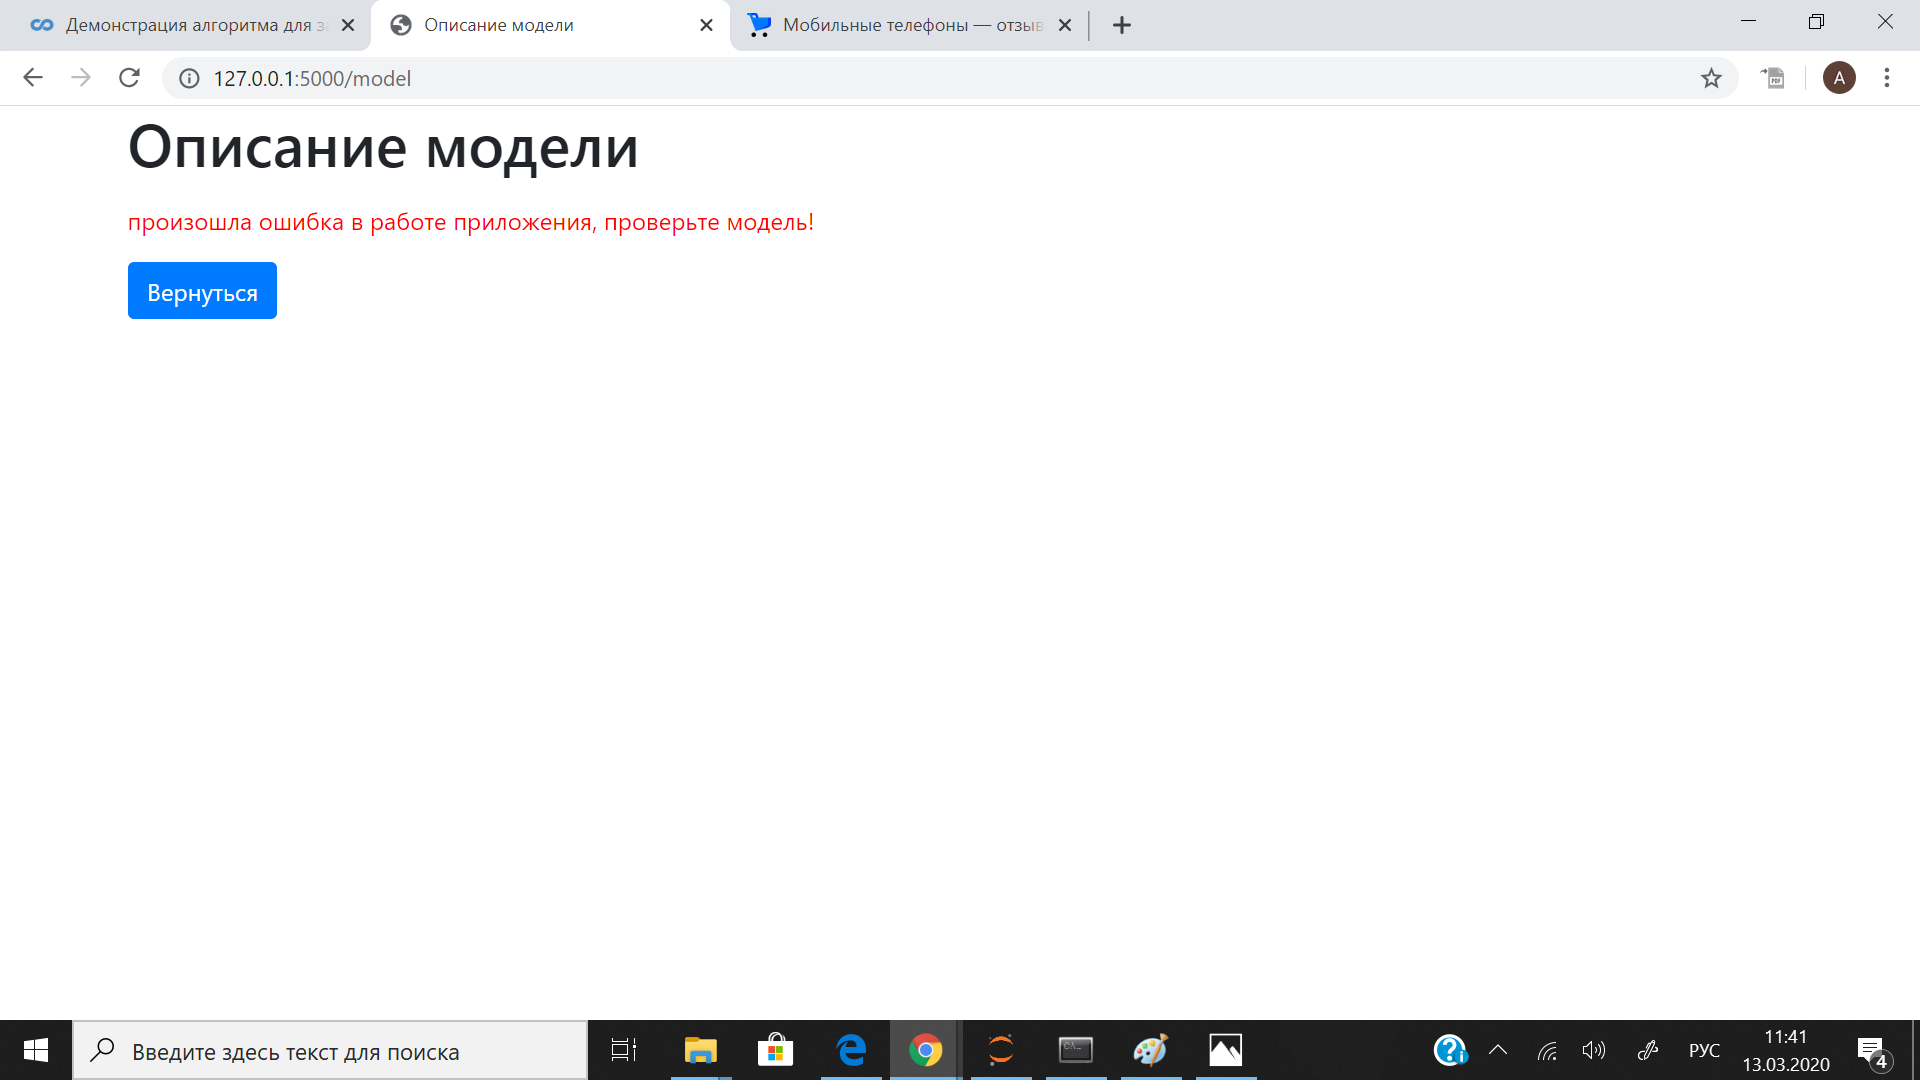 Демонстрация алгоритма для з
Описание модели
Мобильные телефоны — отзыв
127.0.0.1:5000/model
A
Описание модели
произошла ошибка в работе приложения, проверьте модель!
Вернуться
Введите здесь текст для поиска
РУС
11:41
13.03.2020
4